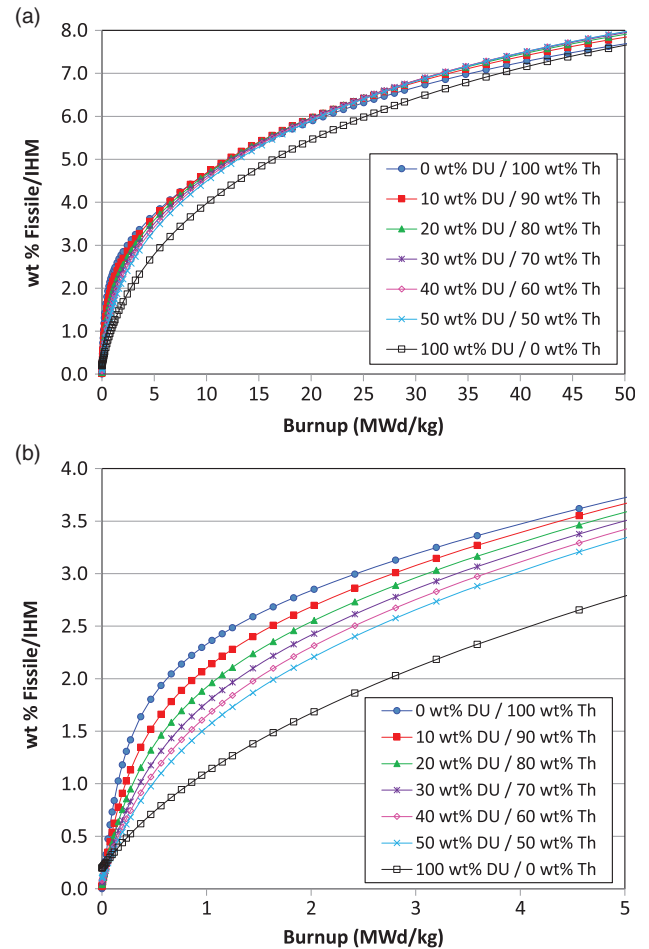 (a)
8.0
7.0
6.0
5.0
4.0
3.0
2.0
1.0
0.0
wt % Fissile/IHM
0 wt% DU / 100 wt% Th
10 wt% DU / 90 wt% Th
20 wt% DU / 80 wt% Th
30 wt% DU / 70 wt% Th
40 wt% DU / 60 wt% Th
50 wt% DU / 50 wt% Th
100 wt% DU / 0 wt% Th
0 5 10 15 20 25 30 35 40 45 50
Burnup (MWd/kg)
(b)
4.0
3.5
3.0
2.5
2.0
1.5
1.0
0.5
0.0
wt % Fissile/IHM
0 wt% DU / 100 wt% Th
10 wt% DU / 90 wt% Th
20 wt% DU / 80 wt% Th
30 wt% DU / 70 wt% Th
40 wt% DU / 60 wt% Th
50 wt% DU / 50 wt% Th
100 wt% DU / 0 wt% Th
0 1 2 3 4 5
Burnup (MWd/kg)